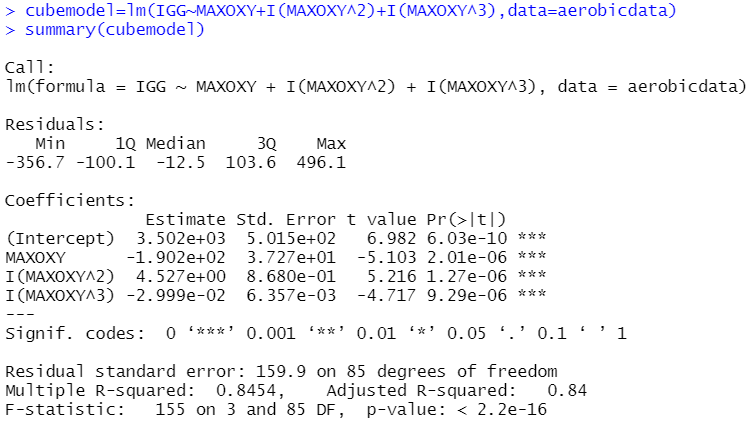 > cubemodel=lm(IGG~MAXOXY+I(MAXOXY^2)+I(MAXOXY^3),data=aerobicdata)
> summary(cubemodel)

Call:
lm(formula = IGG ~ MAXOXY + I(MAXOXY^2) + I(MAXOXY^3), data = aerobicdata)

Residuals:
   Min     1Q Median     3Q    Max
-356.7 -100.1  -12.5  103.6  496.1

Coefficients:
              Estimate Std. Error t value Pr(>|t|)
(Intercept)  3.502e+03  5.015e+02   6.982 6.03e-10 ***
MAXOXY      -1.902e+02  3.727e+01  -5.103 2.01e-06 ***
I(MAXOXY^2)  4.527e+00  8.680e-01   5.216 1.27e-06 ***
I(MAXOXY^3) -2.999e-02  6.357e-03  -4.717 9.29e-06 ***
---
Signif. codes:  0 ‘***’ 0.001 ‘**’ 0.01 ‘*’ 0.05 ‘.’ 0.1 ‘ ’ 1

Residual standard error: 159.9 on 85 degrees of freedom
Multiple R-squared:  0.8454,    Adjusted R-squared:   0.84
F-statistic:   155 on 3 and 85 DF,  p-value: < 2.2e-16